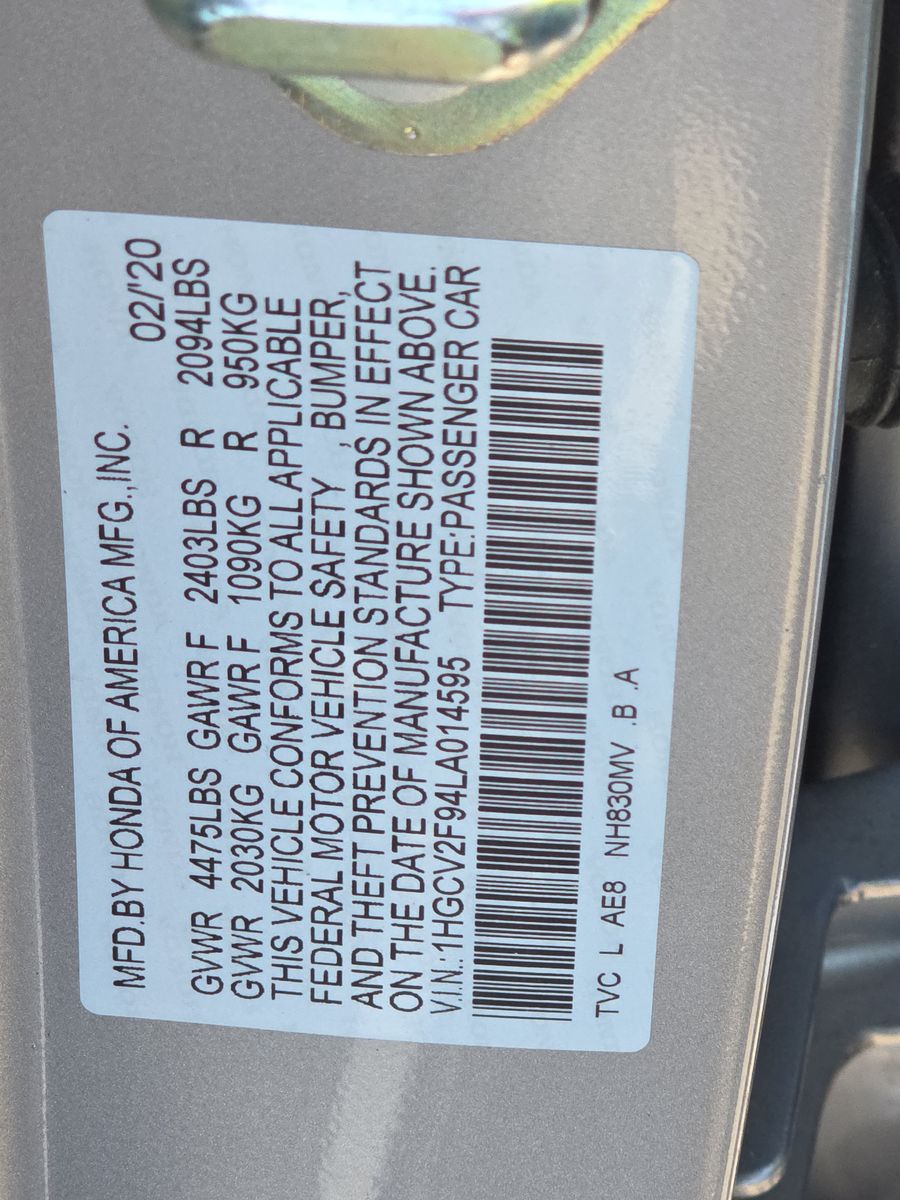 MFD.BY HONDA OF AMERICA MFG.,INC.
02/'20
GVWR 4475LBS GAWR F 2403LBS R 2094LBS
GVWR 2030KG GAWR F 1090KG R 950KG
THIS VEHICLE CONFORMS TO ALL APPLICABLE
FEDERAL MOTOR VEHICLE SAFETY , BUMPER,
AND THEFT PREVENTION STANDARDS IN EFFECT
ON THE DATE OF MANUFACTURE SHOWN ABOVE.
V.I.N.:1HGCV2F94LA014595 TYPE:PASSENGER CAR
TVC L AE8 NH830MV .B .A